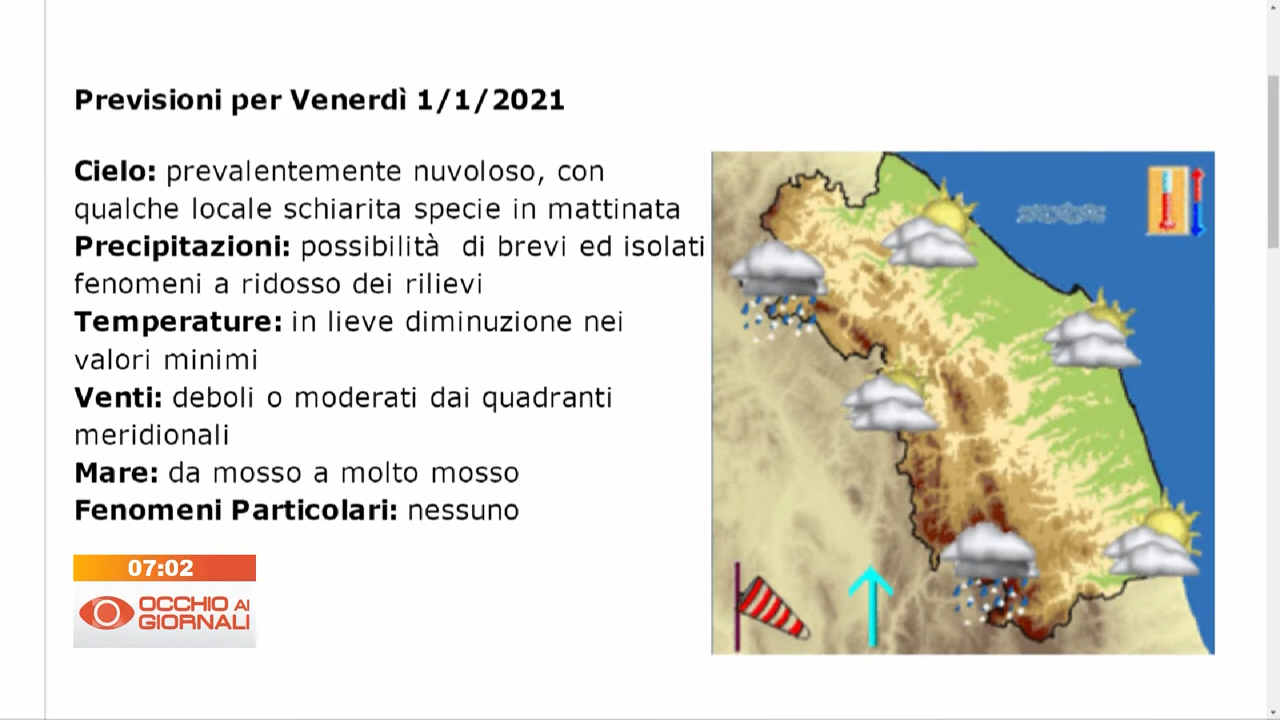 Previsioni per Venerdì 1/1/2021
Cielo: prevalentemente nuvoloso, con
qualche locale schiarita specie in mattinata
Precipitazioni: possibilità  di brevi ed isolati
fenomeni a ridosso dei rilievi
Temperature: in lieve diminuzione nei
valori minimi
Venti: deboli o moderati dai quadranti
meridionali
Mare: da mosso a molto mosso
Fenomeni Particolari: nessuno
07:02
OCCHIO AI
GIORNALI